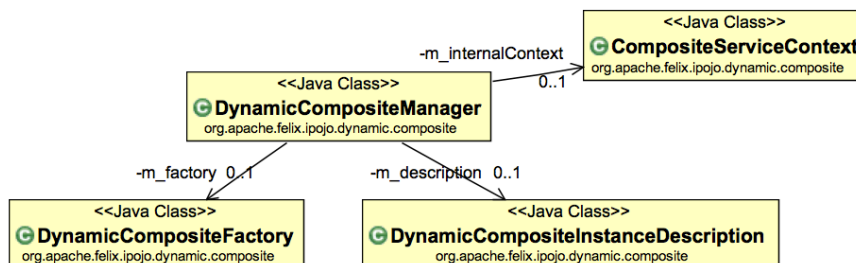 <<Java Class>>
CompositeServiceContext
org.apache.felix.ipojo.dynamic.composite
-m_internalContext
0..1
<<Java Class>>
DynamicCompositeManager
org.apache.felix.ipojo.dynamic.composite
-m_factory 0..1
-m_description 0..1
<<Java Class>>
DynamicCompositeFactory
org.apache.felix.ipojo.dynamic.composite
<<Java Class>>
DynamicCompositeInstanceDescription
org.apache.felix.ipojo.dynamic.composite